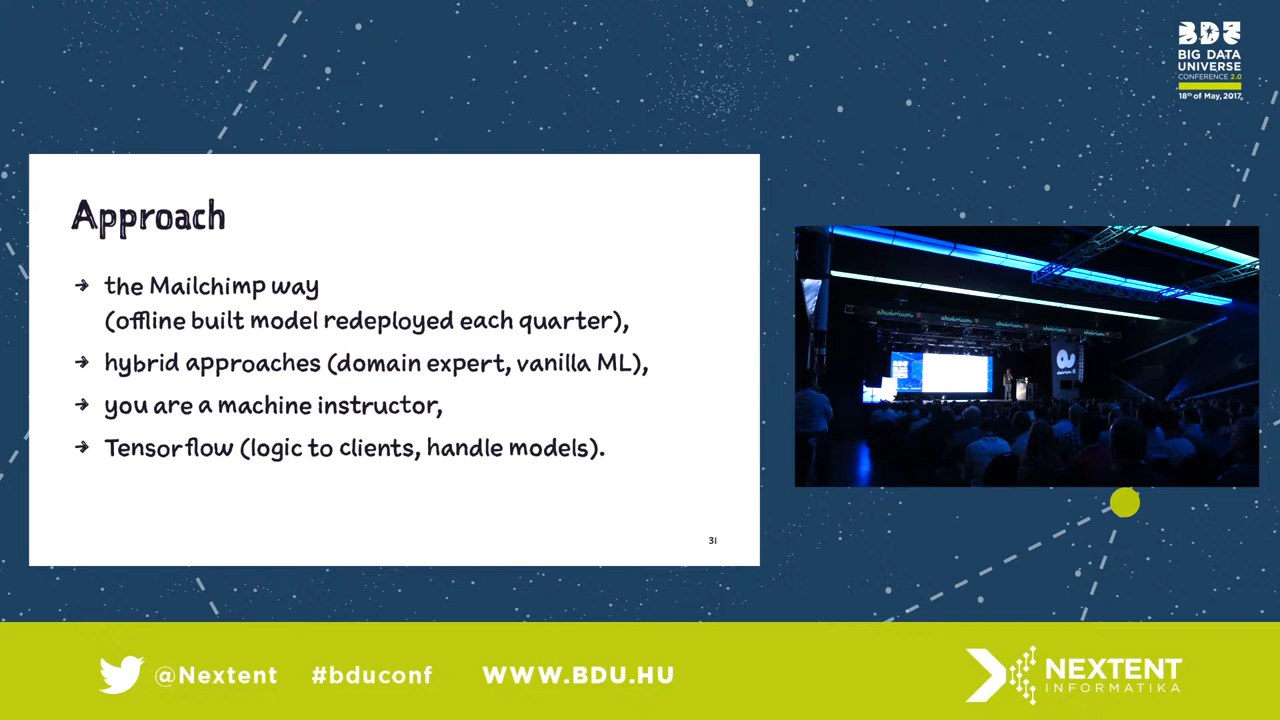 BDU
BIG DATA
UNIVERSE
CONFERENCE 2.0
18th of May, 2017
Approach
→ the Mailchimp way
(offline built model redeployed each quarter),
→ hybrid approaches (domain expert, vanilla ML),
→ you are a machine instructor,
→ Tensorflow (logic to clients, handle models).
31
akvárium
@Nextent #bduconf WWW.BDU.HU
NEXTENT
INFORMATIKA